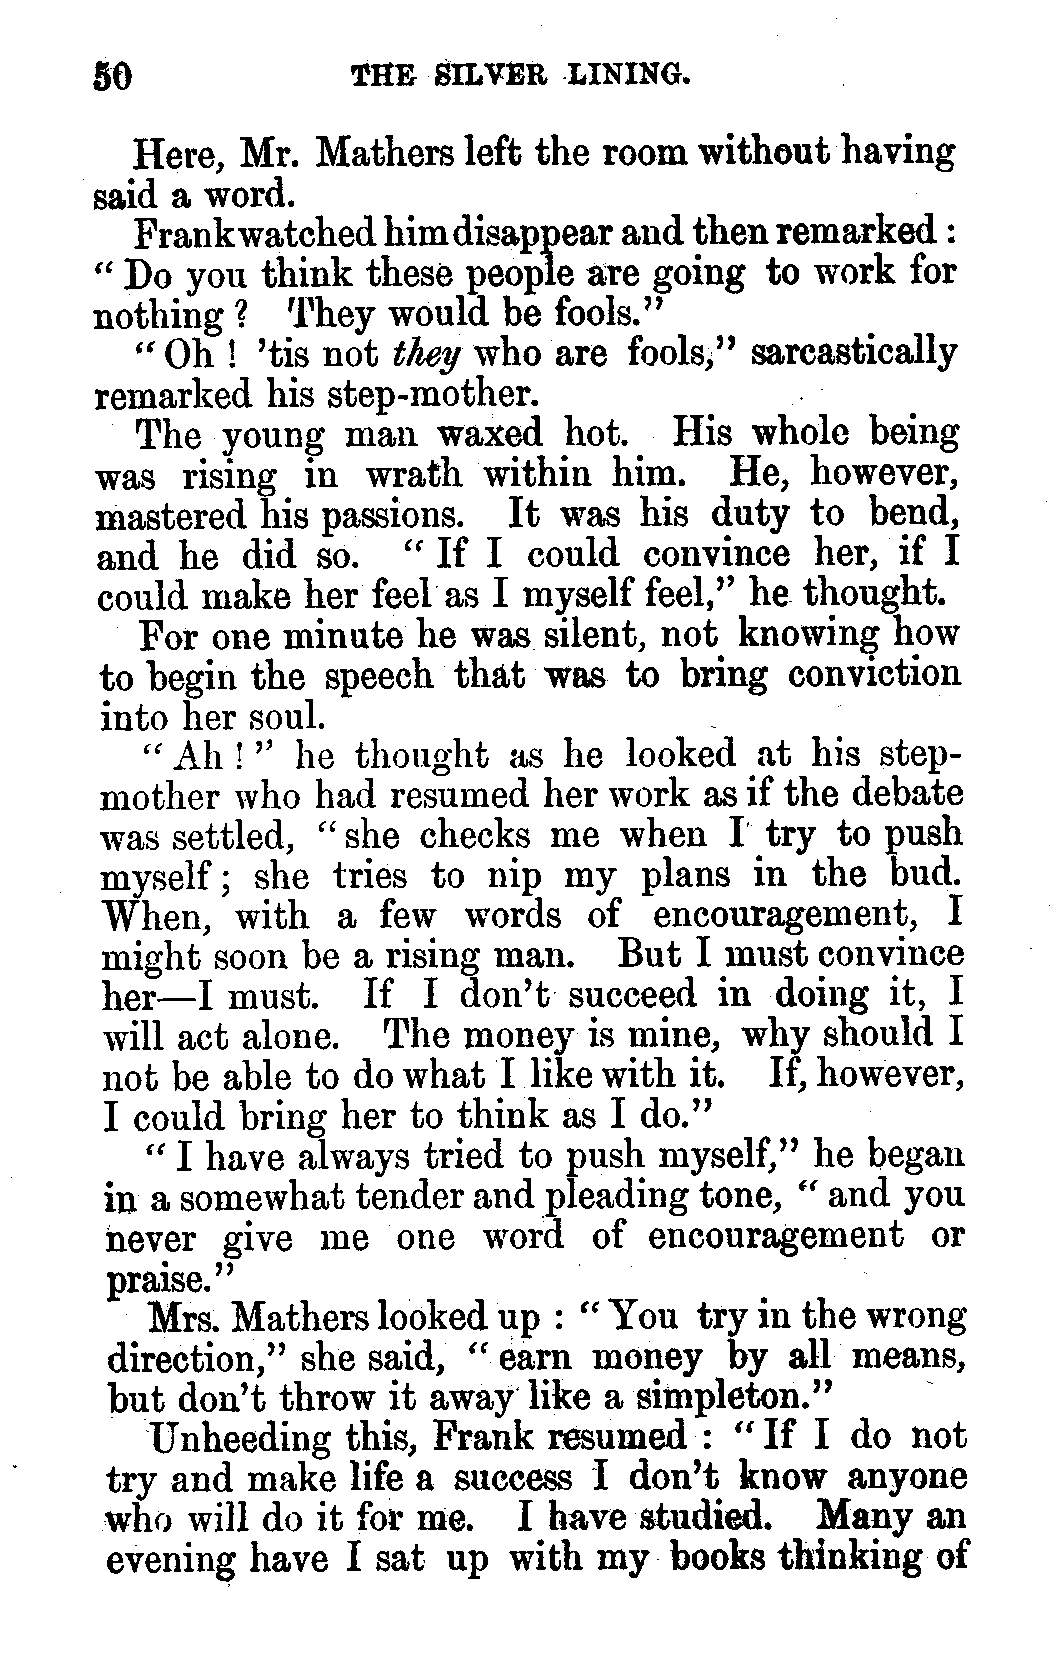 50 THE SILVER LINING.
Here, Mr. Mathers left the room without having
said a word.
Frank watched him disappear and then remarked :
“ Do you think these people are going to work for
nothing ? They would be fools.”
“ Oh ! ’tis not they who are fools,” sarcastically
remarked his step-mother.
The young man waxed hot. His whole being
was rising in wrath within him. He, however,
mastered his passions. It was his duty to bend,
and he did so. “ If I could convince her, if I
could make her feel as I myself feel,” he thought.
For one minute he was silent, not knowing how
to begin the speech that was to bring conviction
into her soul.
“ Ah ! ” he thought as he looked at his step-
mother who had resumed her work as if the debate
was settled, “ she checks me when I try to push
myself ; she tries to nip my plans in the bud.
When, with a few words of encouragement, I
might soon be a rising man. But I must convince
her—I must. If I don’t succeed in doing it, I
will act alone. The money is mine, why should I
not be able to do what I like with it. If, however,
I could bring her to think as I do.”
“ I have always tried to push myself,” he began
in a somewhat tender and pleading tone, “ and you
never give me one word of encouragement or
praise.”
Mrs. Mathers looked up : “ You try in the wrong
direction,” she said, “ earn money by all means,
but don’t throw it away like a simpleton.”
Unheeding this, Frank resumed : “ If I do not
try and make life a success I don’t know anyone
who will do it for me. I have studied. Many an
evening have I sat up with my books thinking of